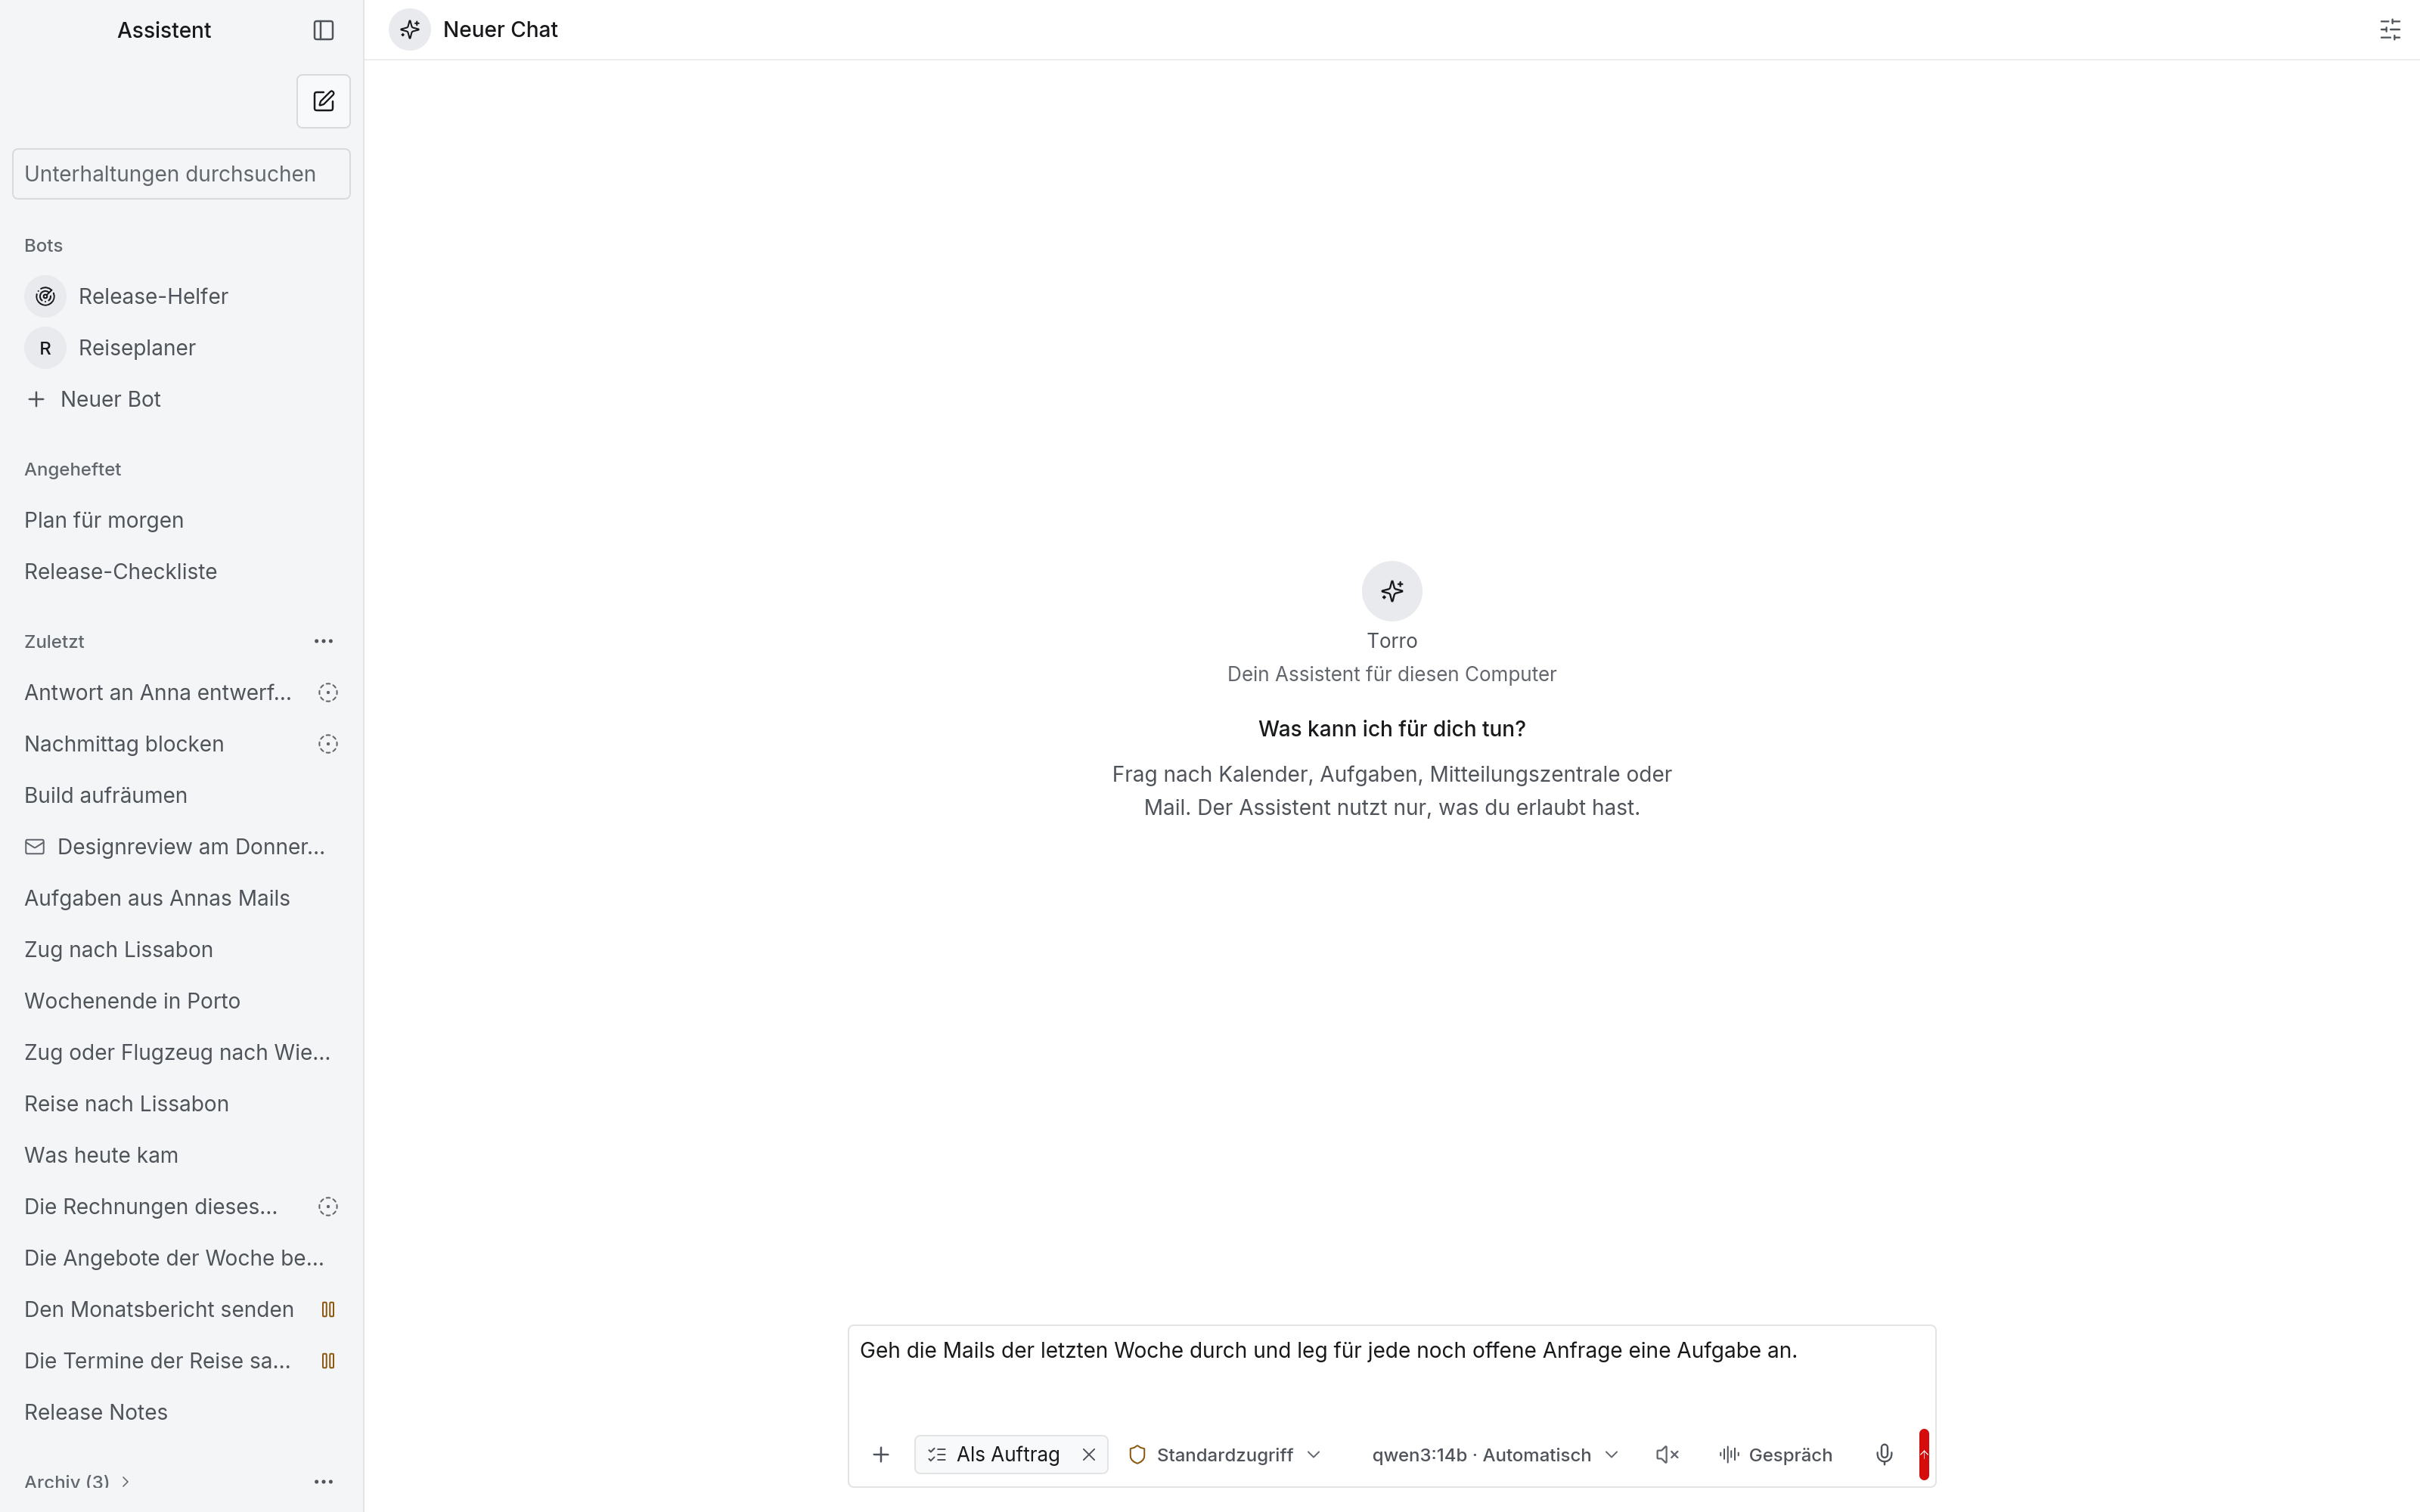 Assistent
Neuer Chat
Unterhaltungen durchsuchen
Bots
Release-Helfer
R
Reiseplaner
Neuer Bot
Angeheftet
Plan für morgen
Release-Checkliste
Zuletzt
Antwort an Anna entwerf...
Nachmittag blocken
Build aufräumen
Designreview am Donner...
Aufgaben aus Annas Mails
Zug nach Lissabon
Wochenende in Porto
Zug oder Flugzeug nach Wie...
Reise nach Lissabon
Was heute kam
Die Rechnungen dieses...
Die Angebote der Woche be...
Den Monatsbericht senden
Die Termine der Reise sa...
Release Notes
Archiv (3)
Torro
Dein Assistent für diesen Computer
Was kann ich für dich tun?
Frag nach Kalender, Aufgaben, Mitteilungszentrale oder
Mail. Der Assistent nutzt nur, was du erlaubt hast.
Geh die Mails der letzten Woche durch und leg für jede noch offene Anfrage eine Aufgabe an.
Als Auftrag
Standardzugriff
qwen3:14b · Automatisch
Gespräch